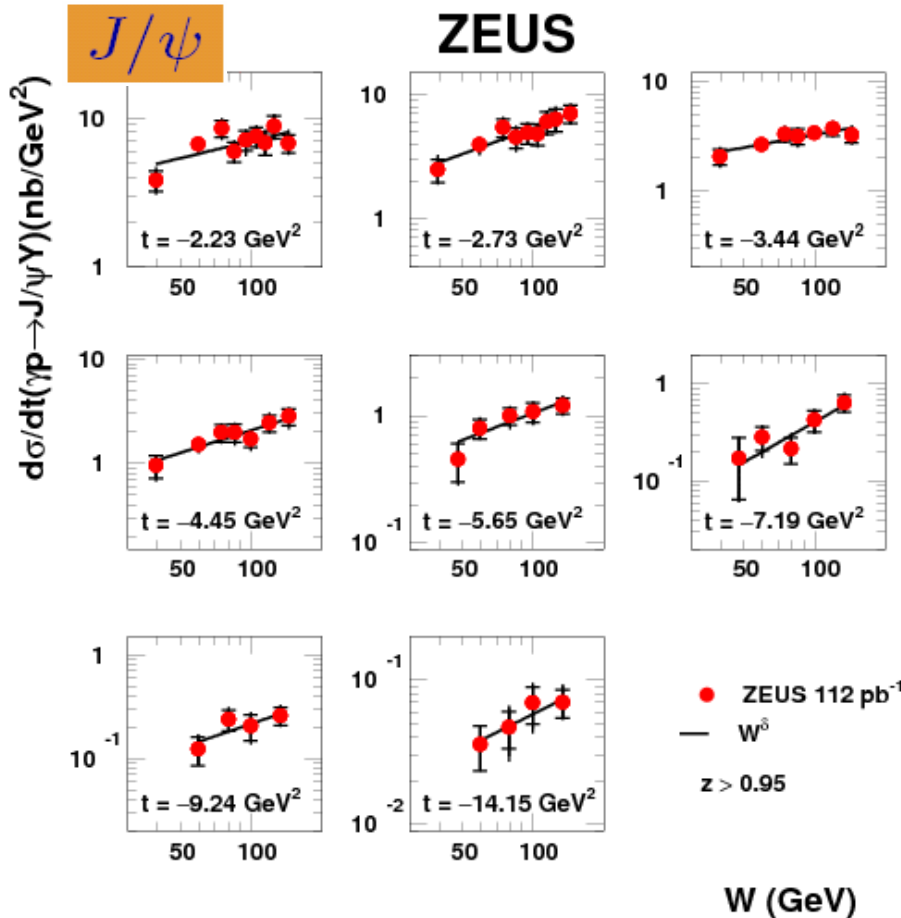 J/ψ
ZEUS
dσ/dt(γp→J/ψY)(nb/GeV²)
10
1
t = −2.23 GeV²
50 100
10
1
t = −2.73 GeV²
50 100
10
1
t = −3.44 GeV²
50 100
10
1
t = −4.45 GeV²
50 100
1
10⁻¹
t = −5.65 GeV²
50 100
1
10⁻¹
t = −7.19 GeV²
50 100
1
10⁻¹
t = −9.24 GeV²
50 100
10⁻¹
10⁻²
t = −14.15 GeV²
50 100
ZEUS 112 pb⁻¹
W^δ
z > 0.95
W (GeV)